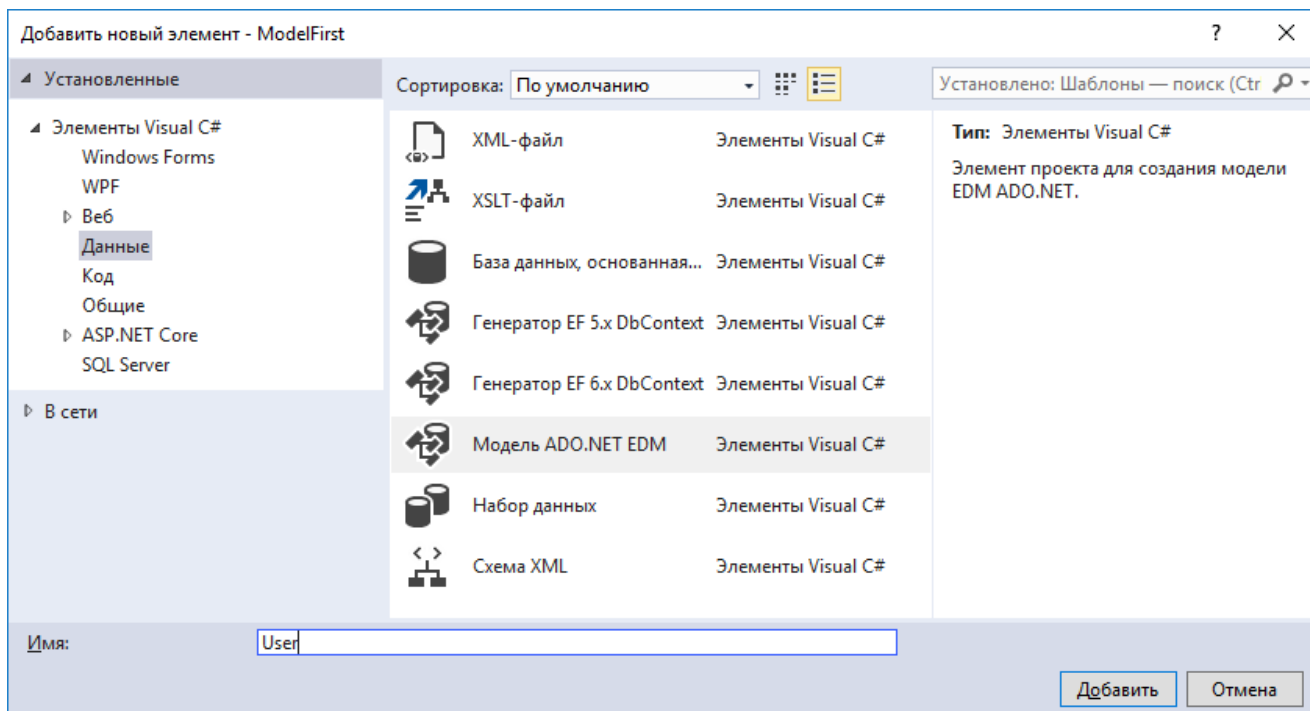 Добавить новый элемент - ModelFirst
?
Установленные
Элементы Visual C#
Windows Forms
WPF
Веб
Данные
Код
Общие
ASP.NET Core
SQL Server
В сети
Сортировка: По умолчанию
XML-файл Элементы Visual C#
XSLT-файл Элементы Visual C#
База данных, основанная... Элементы Visual C#
Генератор EF 5.x DbContext Элементы Visual C#
Генератор EF 6.x DbContext Элементы Visual C#
Модель ADO.NET EDM Элементы Visual C#
Набор данных Элементы Visual C#
Схема XML Элементы Visual C#
Установлено: Шаблоны — поиск (Ctr
Тип: Элементы Visual C#
Элемент проекта для создания модели
EDM ADO.NET.
Имя: User
Добавить Отмена